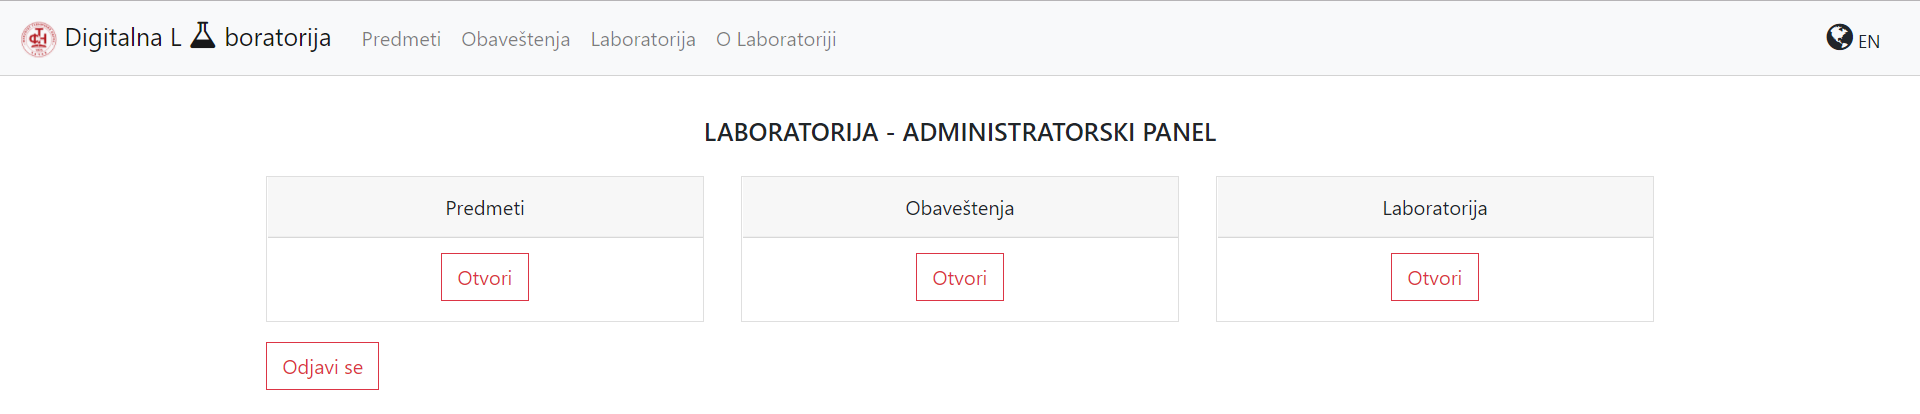 Digitalna L boratorija Predmeti Obaveštenja Laboratorija O Laboratoriji EN
LABORATORIJA - ADMINISTRATORSKI PANEL
Predmeti Obaveštenja Laboratorija
Otvori Otvori Otvori
Odjavi se